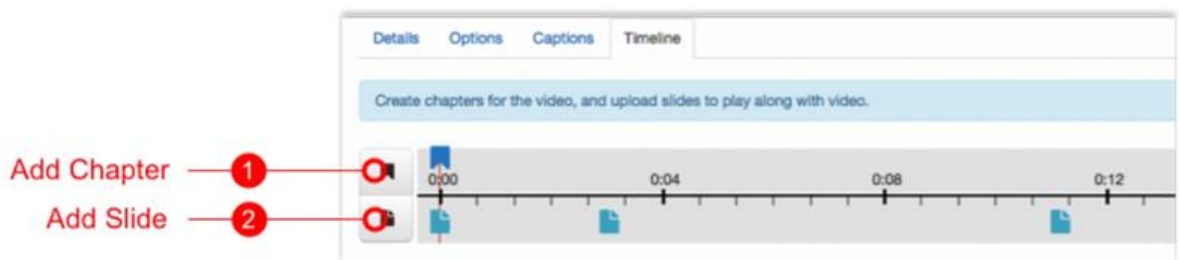 Details Options Captions Timeline
Create chapters for the video, and upload slides to play along with video.
Add Chapter 1
0:00 0:04 0:08 0:12
Add Slide 2